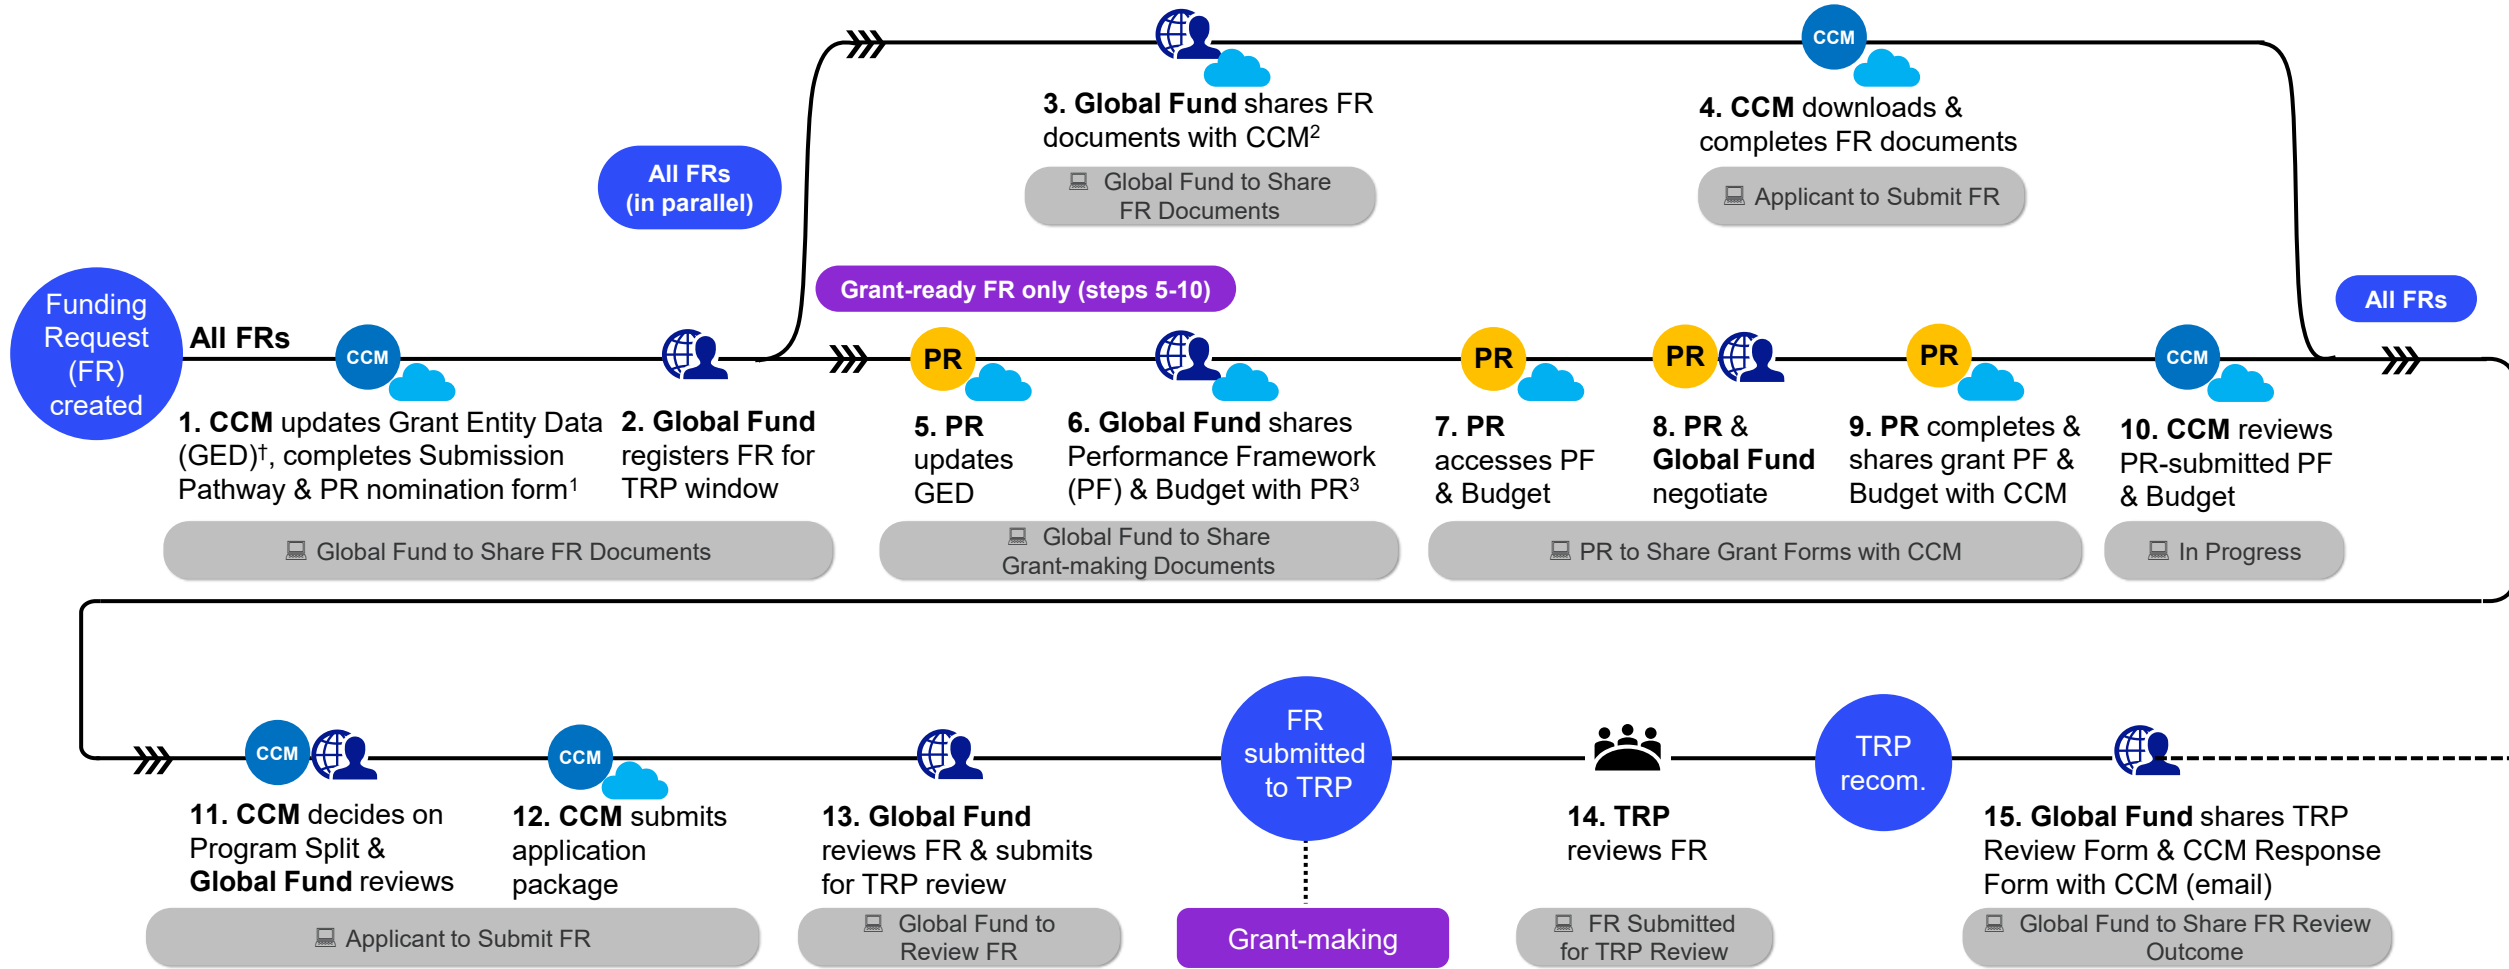 CCM
3. Global Fund shares FR
documents with CCM²
Global Fund to Share
FR Documents
4. CCM downloads &
completes FR documents
Applicant to Submit FR
All FRs
(in parallel)
Grant-ready FR only (steps 5-10)
All FRs
Funding
Request
(FR)
created
All FRs
CCM
PR
PR
PR
PR
CCM
1. CCM updates Grant Entity Data
(GED)†, completes Submission
Pathway & PR nomination form¹
2. Global Fund
registers FR for
TRP window
Global Fund to Share FR Documents
5. PR
updates
GED
6. Global Fund shares
Performance Framework
(PF) & Budget with PR³
Global Fund to Share
Grant-making Documents
7. PR
accesses PF
& Budget
8. PR &
Global Fund
negotiate
9. PR completes &
shares grant PF &
Budget with CCM
PR to Share Grant Forms with CCM
10. CCM reviews
PR-submitted PF
& Budget
In Progress
CCM
CCM
FR
submitted
to TRP
TRP
recom.
11. CCM decides on
Program Split &
Global Fund reviews
12. CCM submits
application
package
Applicant to Submit FR
13. Global Fund
reviews FR & submits
for TRP review
Global Fund to
Review FR
Grant-making
14. TRP
reviews FR
FR Submitted
for TRP Review
15. Global Fund shares TRP
Review Form & CCM Response
Form with CCM (email)
Global Fund to Share FR Review
Outcome